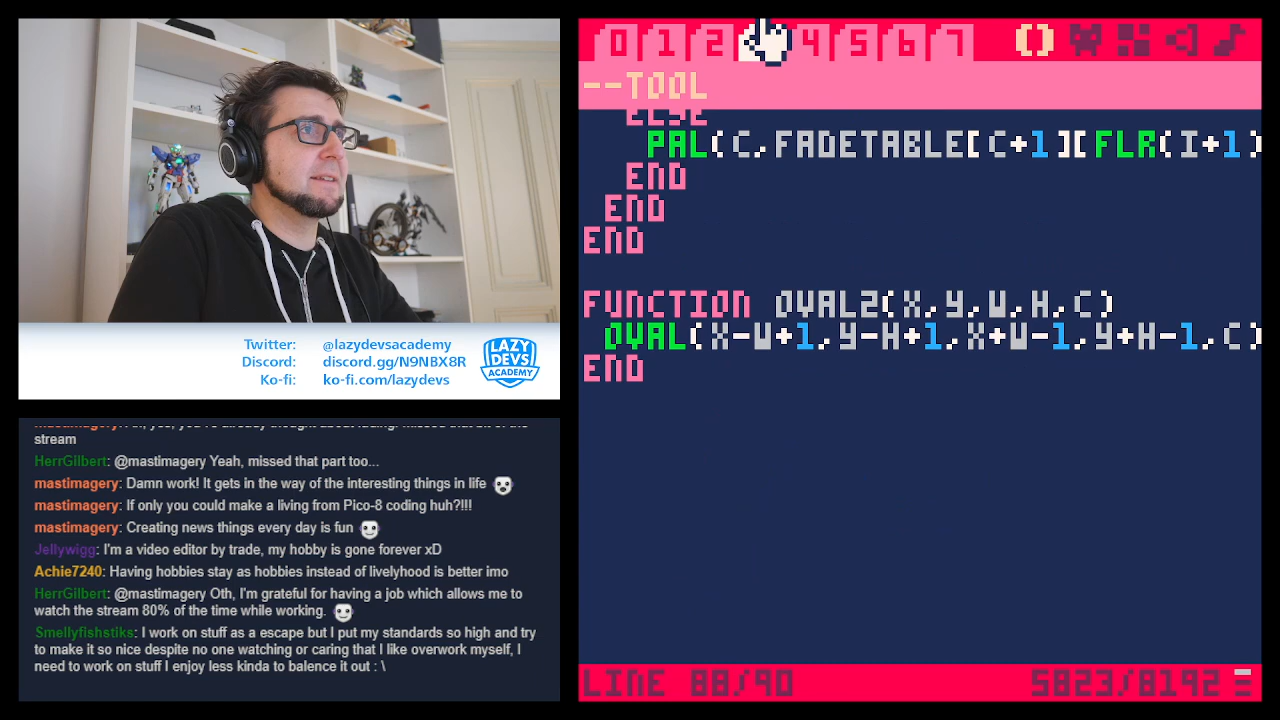 Twitter: @lazydevsacademy
Discord: discord.gg/N9NBX8R
Ko-fi: ko-fi.com/lazydevs
LAZY
DEVS
ACADEMY
stream
HerrGilbert: @mastimagery Yeah, missed that part too...
mastimagery: Damn work! It gets in the way of the interesting things in life
mastimagery: If only you could make a living from Pico-8 coding huh?!!!
mastimagery: Creating news things every day is fun
Jellywigg: I'm a video editor by trade, my hobby is gone forever xD
Achie7240: Having hobbies stay as hobbies instead of livelyhood is better imo
HerrGilbert: @mastimagery Oth, I'm grateful for having a job which allows me to
watch the stream 80% of the time while working.
Smellyfishstiks: I work on stuff as a escape but I put my standards so high and try
to make it so nice despite no one watching or caring that I like overwork myself, I
need to work on stuff I enjoy less kinda to balence it out : \
0 1 2 4 5 6 7 ()
--TOOL
ELSE
PAL(C,FADETABLE[C+1][FLR(I+1)
END
END
END
FUNCTION OVAL2(X,Y,W,H,C)
OVAL(X-W+1,Y-H+1,X+W-1,Y+H-1,C)
END
LINE 88/90 5823/8192